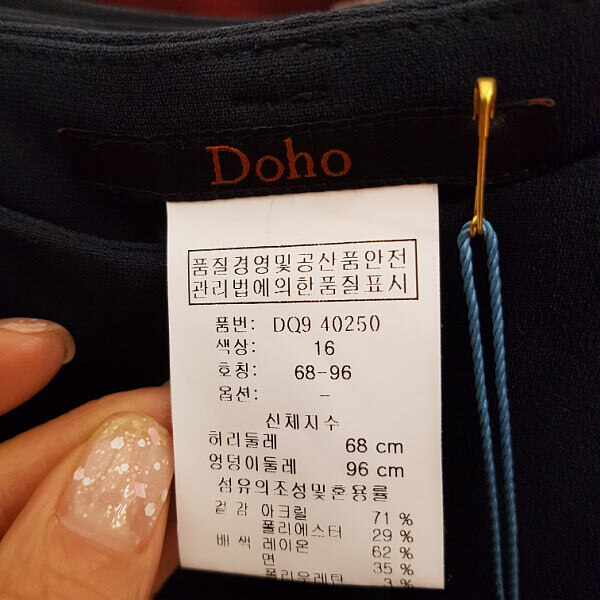 Doho
품질경영및공산품안전
관리법에의한품질표시
품번: DQ9 40250
색상: 16
호칭: 68-96
옵션: -
신체지수
허리둘레 68 cm
엉덩이둘레 96 cm
섬유의조성및혼용률
겉감 아크릴 71 %
폴리에스터 29 %
배색 레이온 62 %
면 35 %
폴리우레탄 3 %